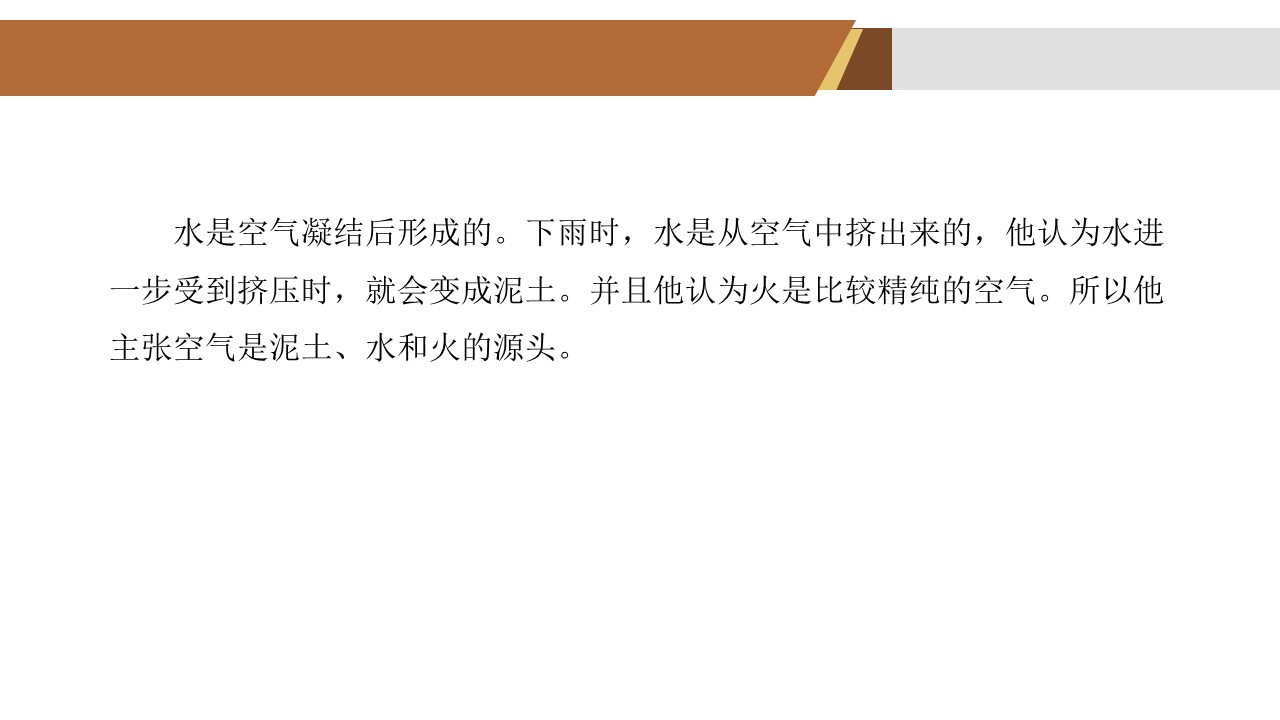 水是空气凝结后形成的。下雨时，水是从空气中挤出来的，他认为水进
一步受到挤压时，就会变成泥土。并且他认为火是比较精纯的空气。所以他
主张空气是泥土、水和火的源头。